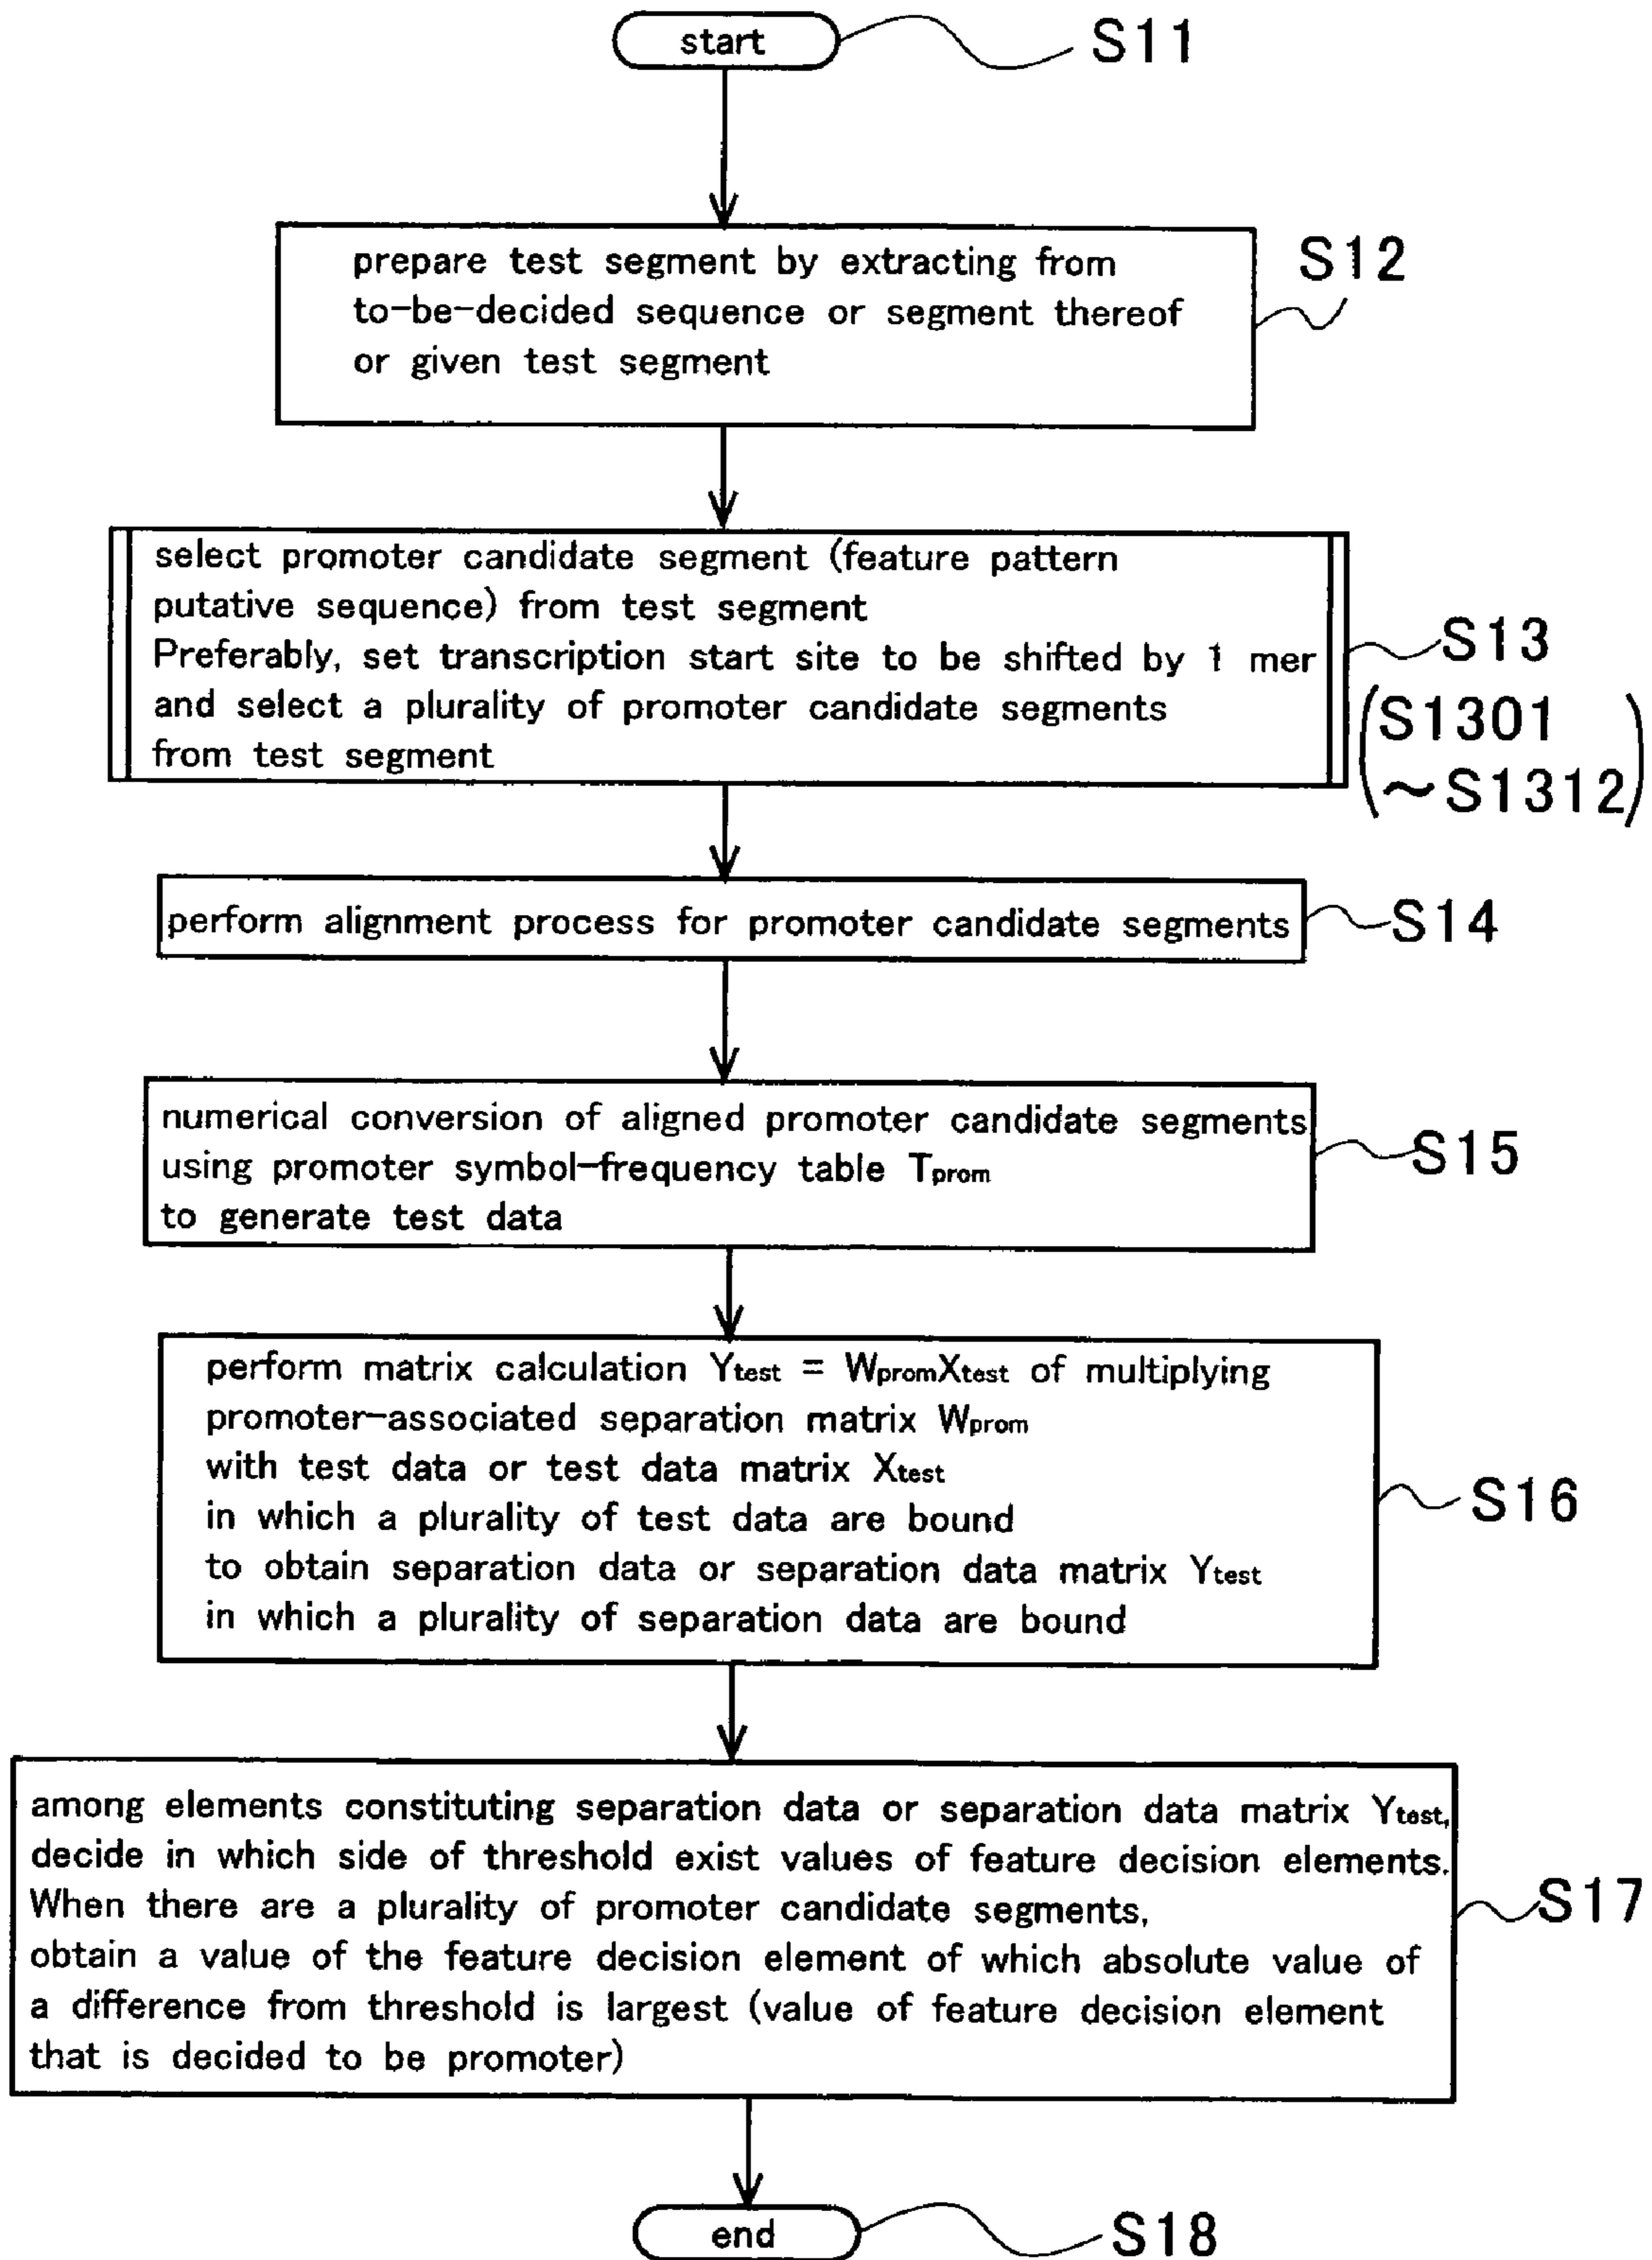 start
S11
prepare test segment by extracting from
to-be-decided sequence or segment thereof
or given test segment
S12
select promoter candidate segment (feature pattern
putative sequence) from test segment
Preferably, set transcription start site to be shifted by 1 mer
and select a plurality of promoter candidate segments
from test segment
S13
(S1301
~S1312)
perform alignment process for promoter candidate segments
S14
numerical conversion of aligned promoter candidate segments
using promoter symbol-frequency table Tprom
to generate test data
S15
perform matrix calculation Ytest = WpromXtest of multiplying
promoter-associated separation matrix Wprom
with test data or test data matrix Xtest
in which a plurality of test data are bound
to obtain separation data or separation data matrix Ytest
in which a plurality of separation data are bound
S16
among elements constituting separation data or separation data matrix Ytest,
decide in which side of threshold exist values of feature decision elements.
When there are a plurality of promoter candidate segments,
obtain a value of the feature decision element of which absolute value of
a difference from threshold is largest (value of feature decision element
that is decided to be promoter)
S17
end
S18